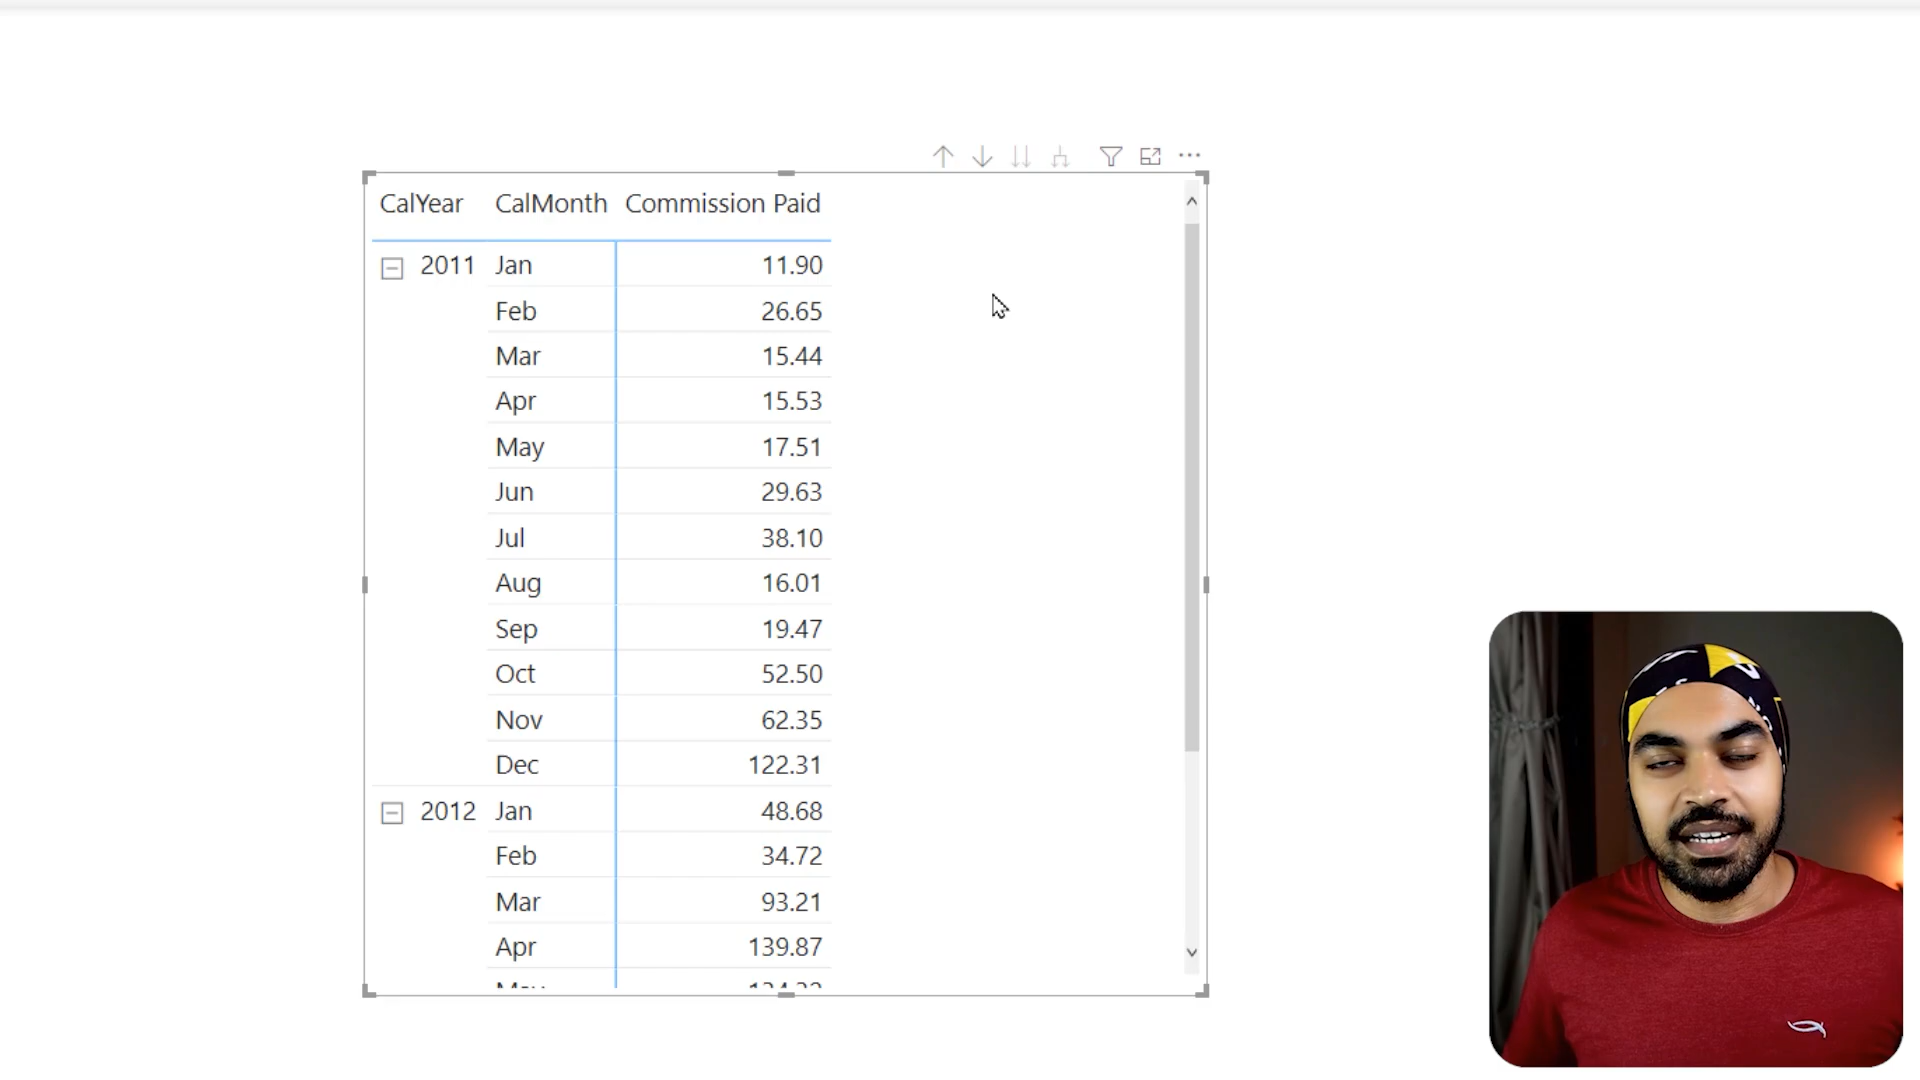 CalYear CalMonth Commission Paid
2011 Jan 11.90
Feb 26.65
Mar 15.44
Apr 15.53
May 17.51
Jun 29.63
Jul 38.10
Aug 16.01
Sep 19.47
Oct 52.50
Nov 62.35
Dec 122.31
2012 Jan 48.68
Feb 34.72
Mar 93.21
Apr 139.87